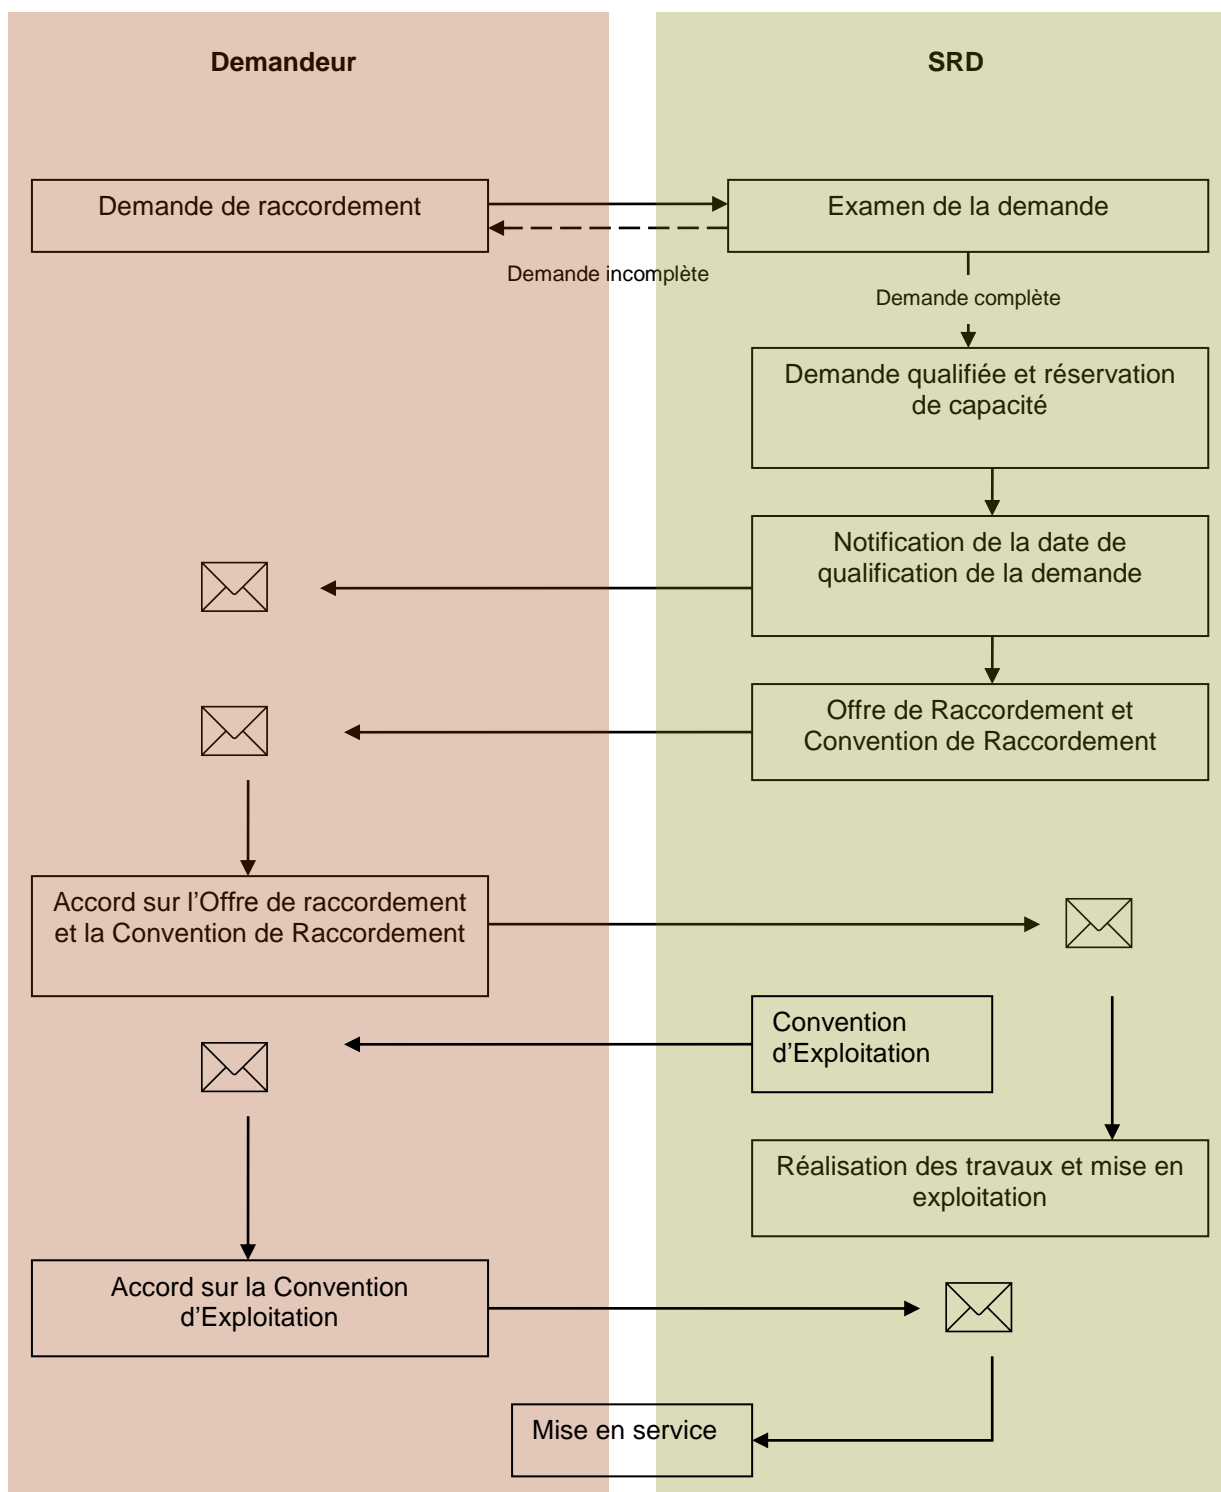 Demandeur
SRD
Demande de raccordement
Examen de la demande
Demande incomplète
Demande complète
Demande qualifiée et réservation
de capacité
Notification de la date de
qualification de la demande
Offre de Raccordement et
Convention de Raccordement
Accord sur l’Offre de raccordement
et la Convention de Raccordement
Convention
d’Exploitation
Réalisation des travaux et mise en
exploitation
Accord sur la Convention
d’Exploitation
Mise en service